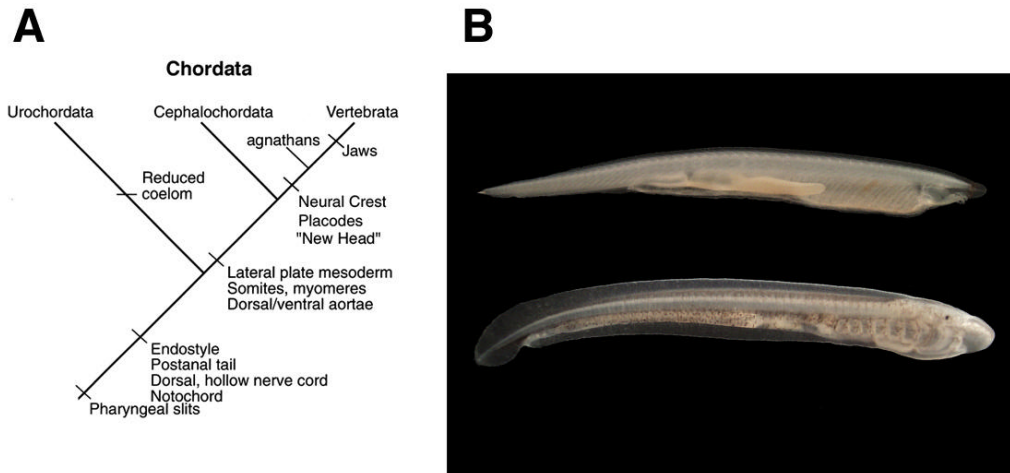 A
B
Chordata
Urochordata
Cephalochordata
Vertebrata
agnathans
Jaws
Reduced
coelom
Neural Crest
Placodes
"New Head"
Lateral plate mesoderm
Somites, myomeres
Dorsal/ventral aortae
Endostyle
Postanal tail
Dorsal, hollow nerve cord
Notochord
Pharyngeal slits